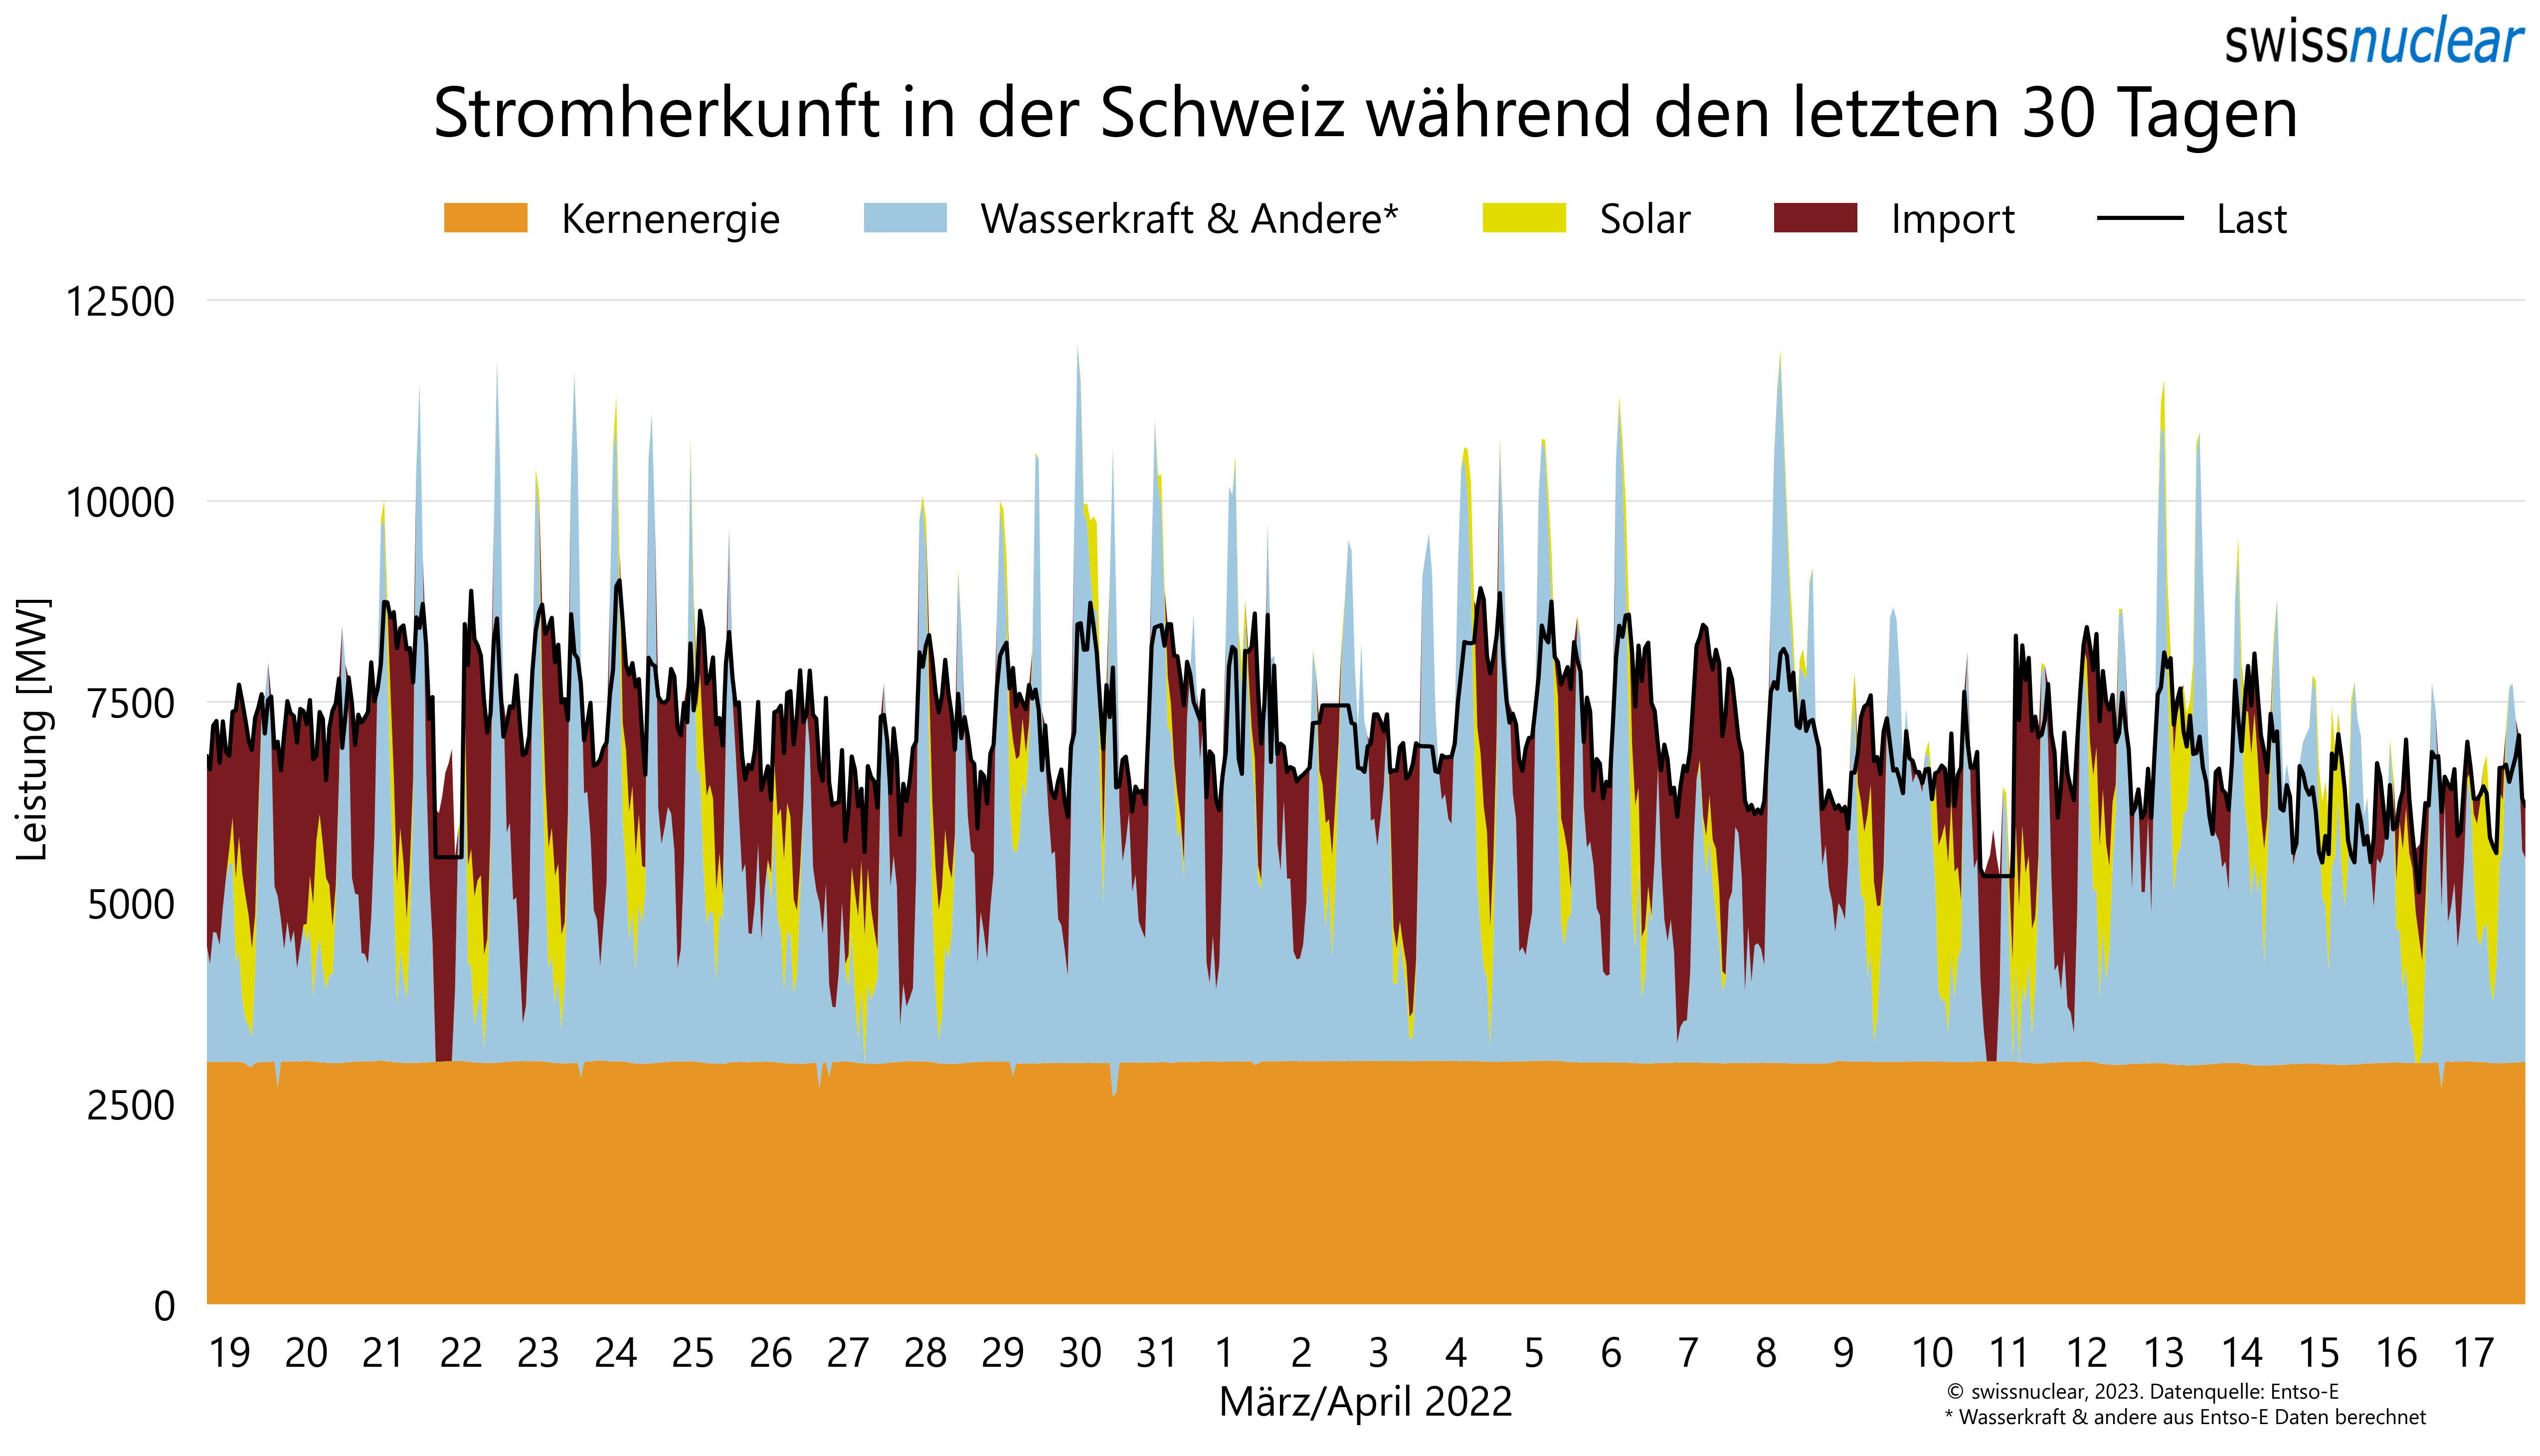 swissnuclear
Stromherkunft in der Schweiz während den letzten 30 Tagen
Kernenergie Wasserkraft & Andere* Solar Import Last
12500
10000
7500
5000
2500
0
Leistung [MW]
19 20 21 22 23 24 25 26 27 28 29 30 31 1 2 3 4 5 6 7 8 9 10 11 12 13 14 15 16 17
März/April 2022
© swissnuclear, 2023. Datenquelle: Entso-E
* Wasserkraft & andere aus Entso-E Daten berechnet